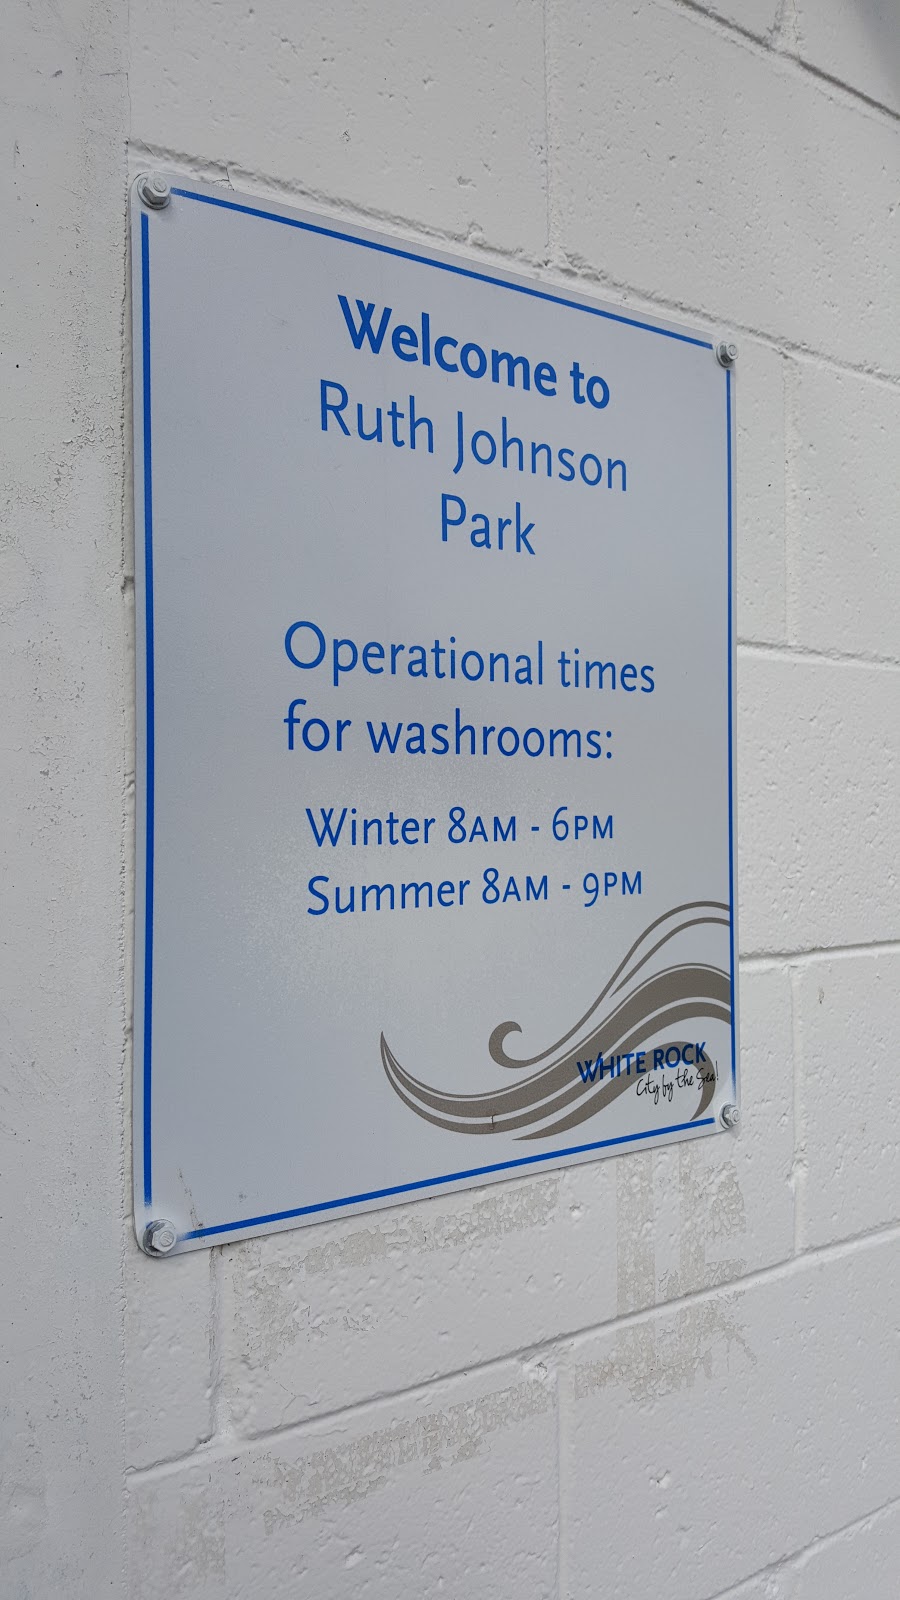 Welcome to
Ruth Johnson
Park
Operational times
for washrooms:
Winter 8AM - 6PM
Summer 8AM - 9PM
WHITE ROCK
City by the Sea!